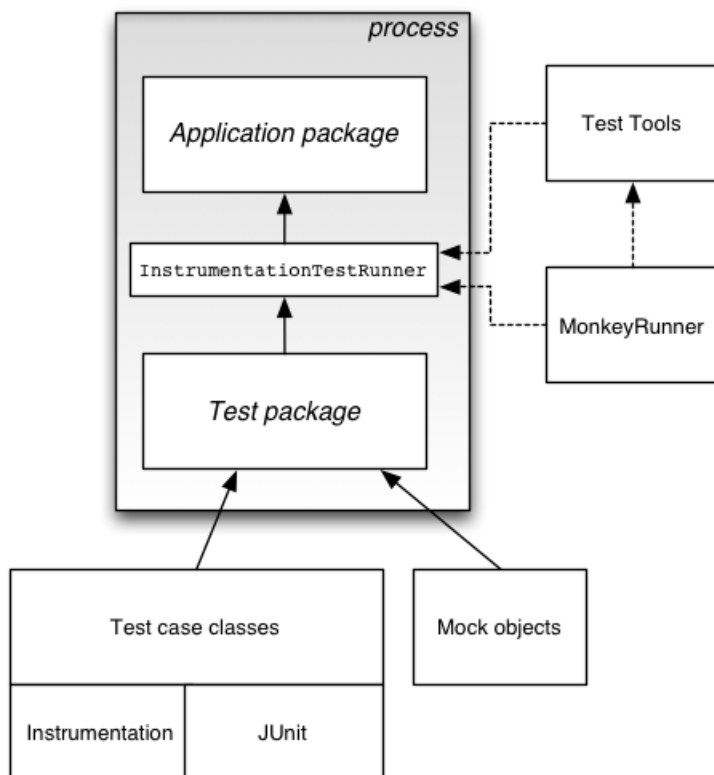 process
Application package
Test Tools
InstrumentationTestRunner
MonkeyRunner
Test package
Test case classes
Mock objects
Instrumentation
JUnit